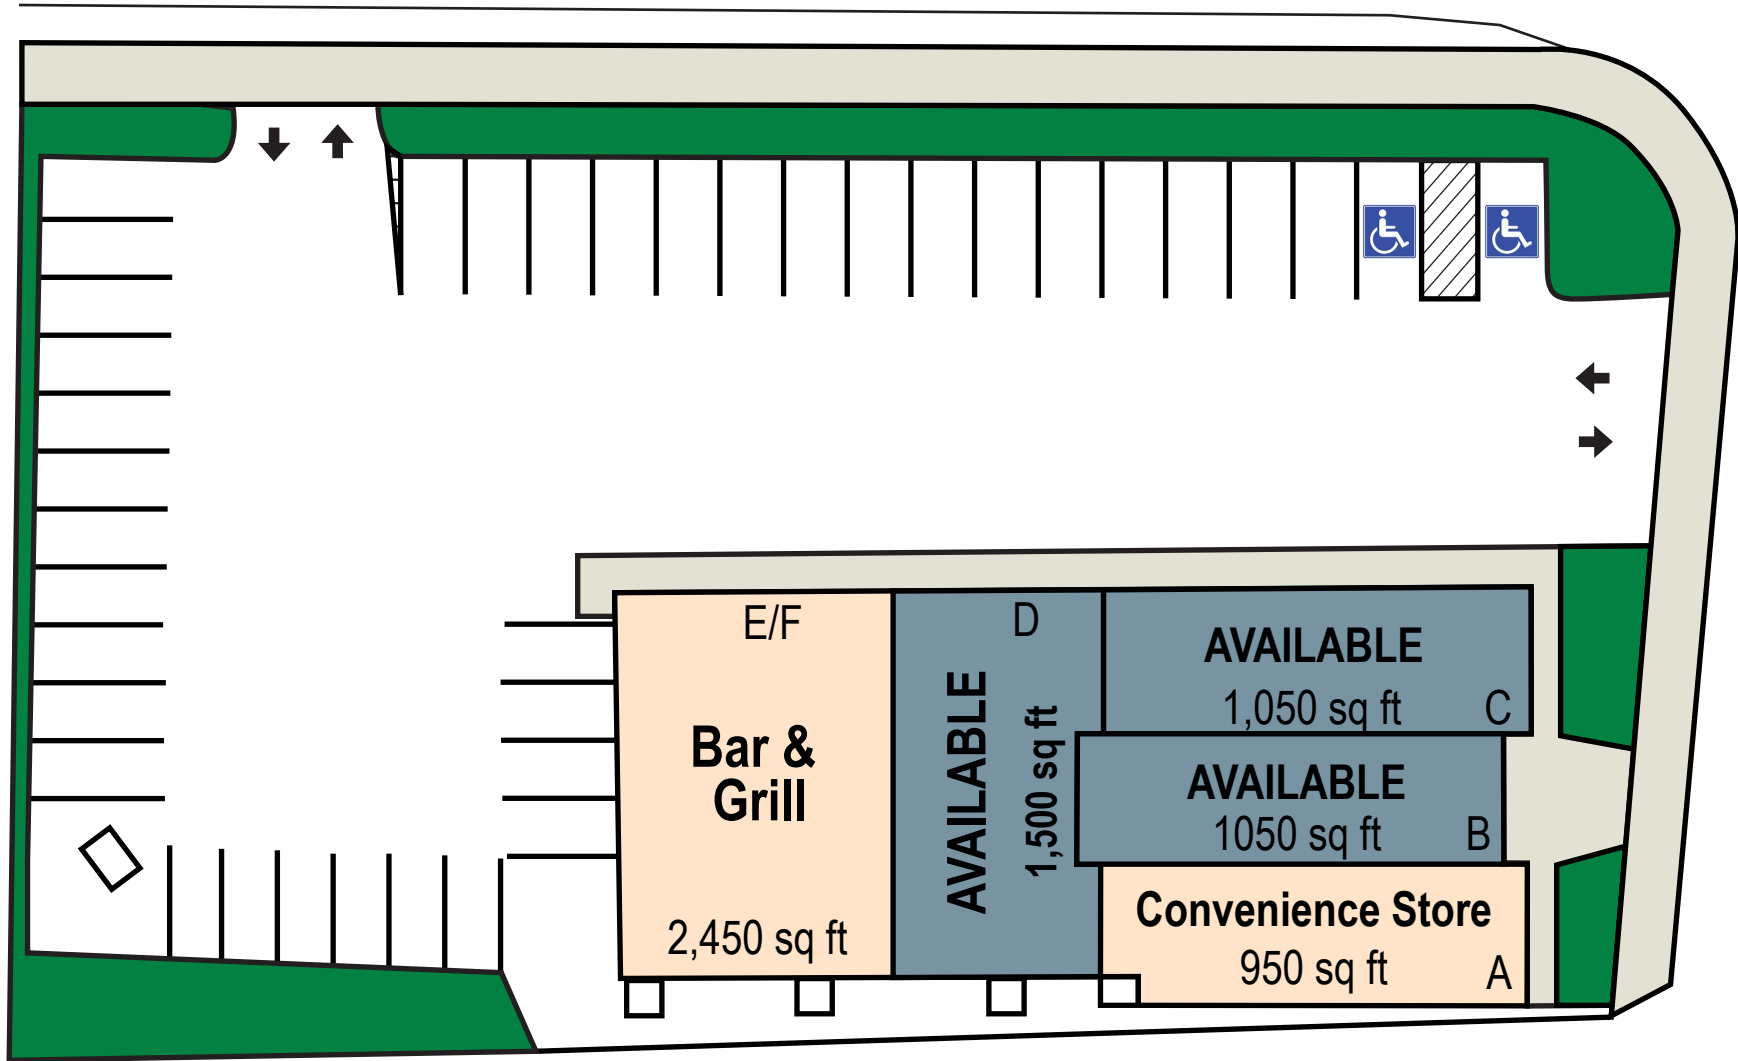 E/F
Bar &
Grill
2,450 sq ft
D
AVAILABLE
1,500 sq ft
AVAILABLE
1,050 sq ft C
AVAILABLE
1050 sq ft B
Convenience Store
950 sq ft A